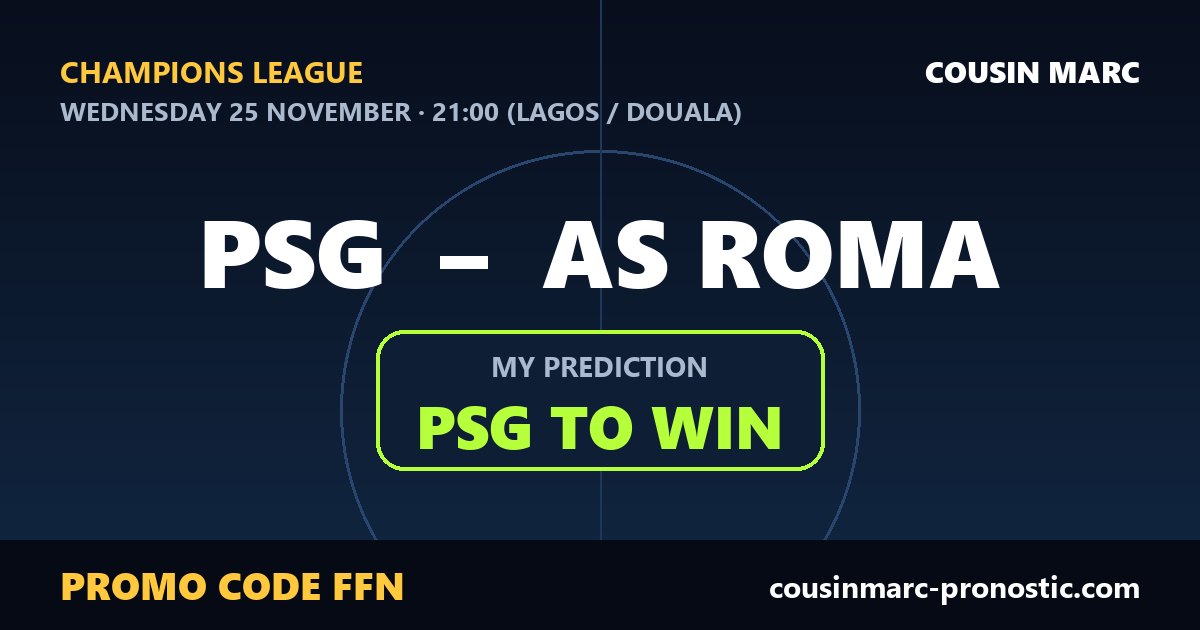 CHAMPIONS LEAGUE
COUSIN MARC
WEDNESDAY 25 NOVEMBER · 21:00 (LAGOS / DOUALA)
PSG – AS ROMA
MY PREDICTION
PSG TO WIN
PROMO CODE FFN
cousinmarc-pronostic.com